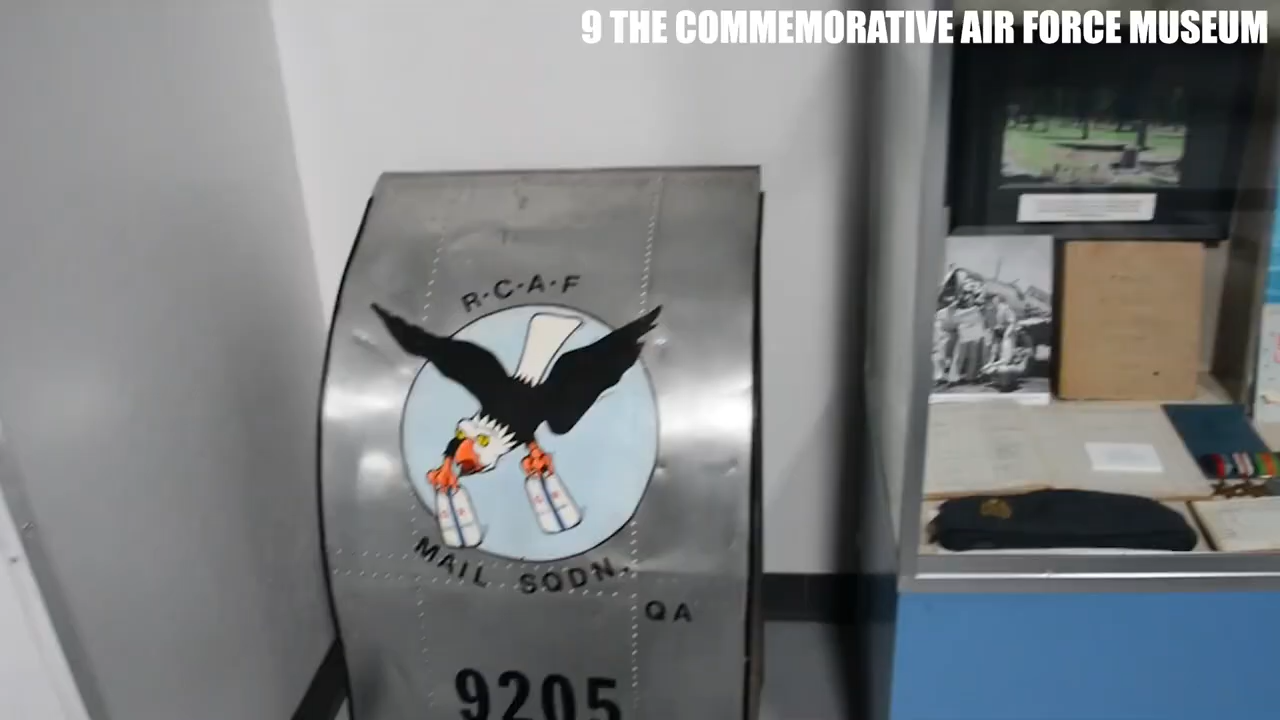 9 THE COMMEMORATIVE AIR FORCE MUSEUM
R·C·A·F
MAIL SQDN.
QA
9205